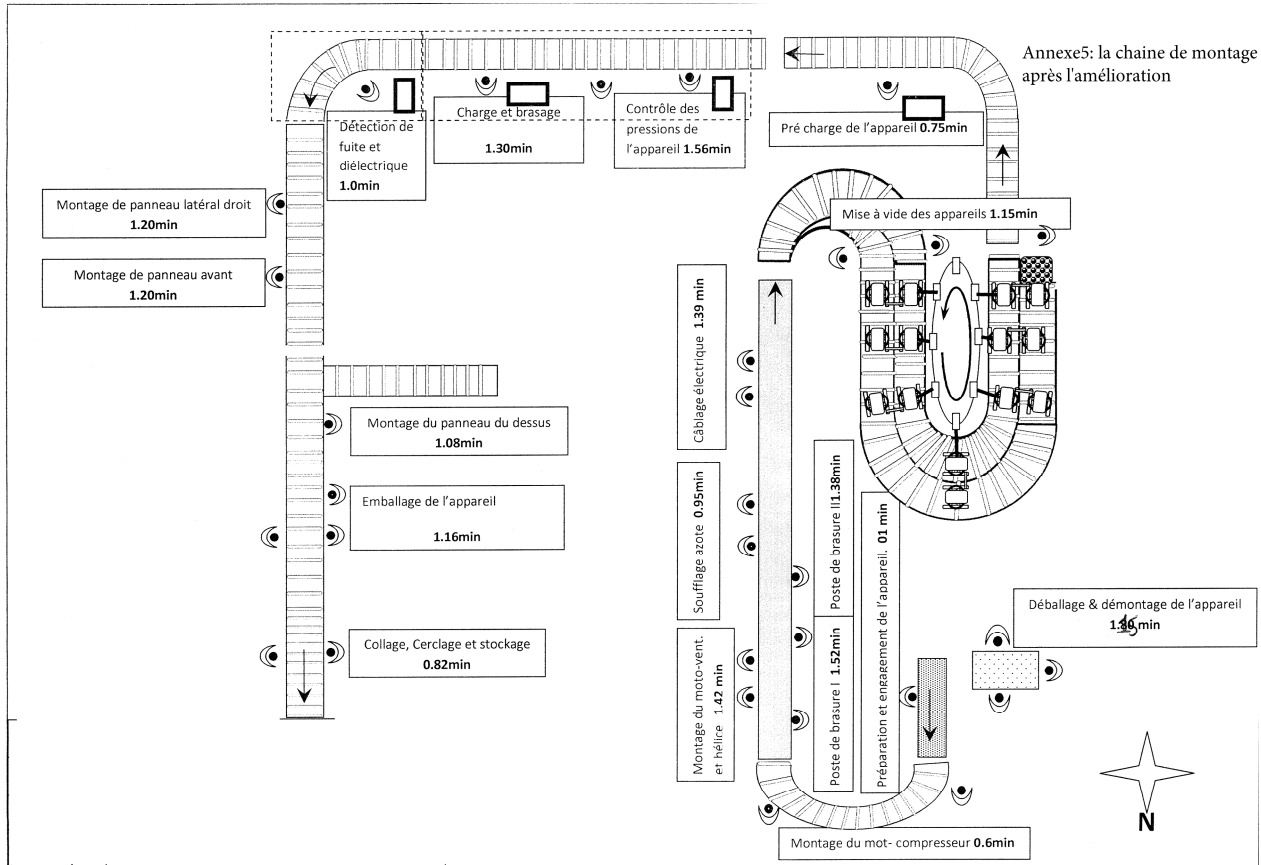 Annexe5: la chaine de montage
après l'amélioration
Détection de
fuite et
diélectrique
1.0min
Charge et brasage
1.30min
Contrôle des
pressions de
l'appareil 1.56min
Pré charge de l'appareil 0.75min
Mise à vide des appareils 1.15min
Montage de panneau latéral droit
1.20min
Montage de panneau avant
1.20min
Montage du panneau du dessus
1.08min
Emballage de l'appareil
1.16min
Collage, Cerclage et stockage
0.82min
Câblage électrique 1.39 min
Soufflage azote 0.95min
Montage du moto-vent.
et hélice 1.42 min
Poste de brasure II1.38min
Poste de brasure I 1.52min
Préparation et engagement de l'appareil. 01 min
Déballage & démontage de l'appareil
min
Montage du mot- compresseur 0.6min
N